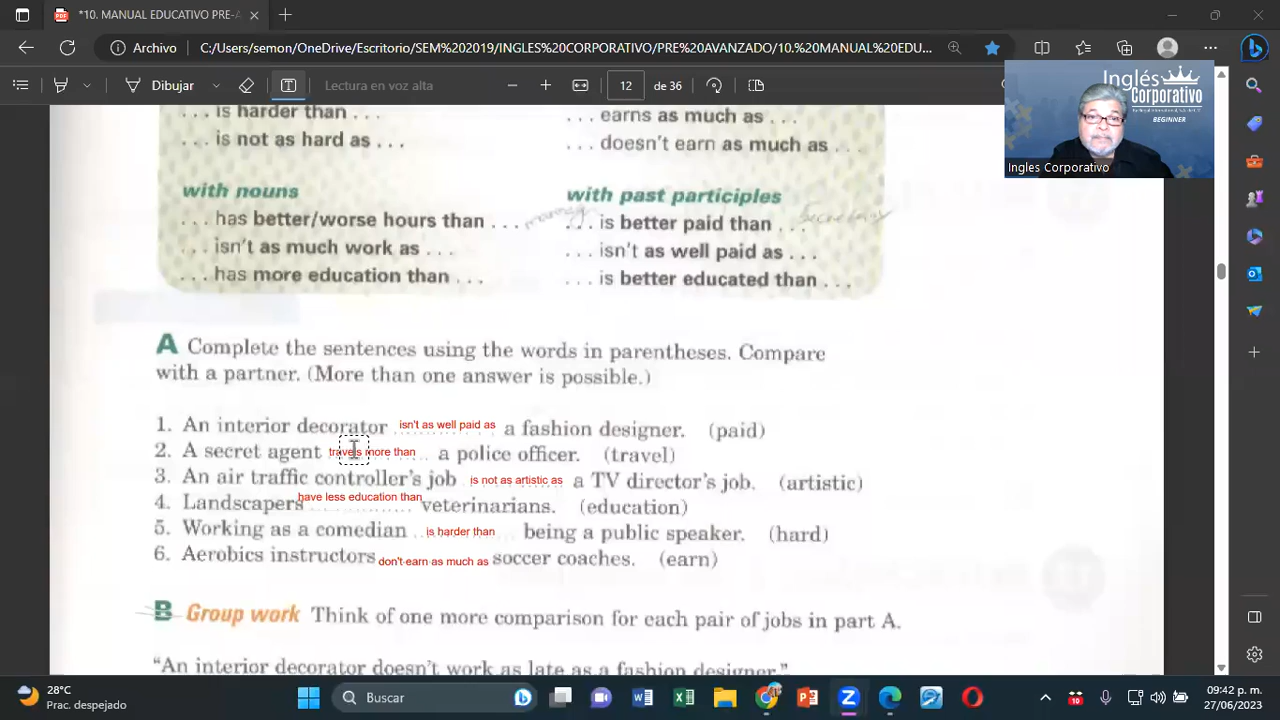 *10. MANUAL EDUCATIVO PRE-A
Archivo
C:/Users/semon/OneDrive/Escritorio/SEM%202019/INGLES%20CORPORATIVO/PRE%20AVANZADO/10.%20MANUAL%20EDU...
Dibujar
Lectura en voz alta
12
de 36
Inglés
Corporativo
BEGINNER
Ingles Corporativo
. . . is harder than . . .
. . . is not as hard as . . .
. . . earns as much as . . .
. . . doesn't earn as much as . . .
with nouns
. . . has better/worse hours than . . .
. . . isn't as much work as . . .
. . . has more education than . . .
with past participles
. . . is better paid than . . .
. . . isn't as well paid as . . .
. . . is better educated than . . .
A Complete the sentences using the words in parentheses. Compare
with a partner. (More than one answer is possible.)
1. An interior decorator isn't as well paid as a fashion designer. (paid)
2. A secret agent travels more than a police officer. (travel)
3. An air traffic controller's job is not as artistic as a TV director's job. (artistic)
4. Landscapers have less education than veterinarians. (education)
5. Working as a comedian is harder than being a public speaker. (hard)
6. Aerobics instructors don't earn as much as soccer coaches. (earn)
B Group work Think of one more comparison for each pair of jobs in part A.
"An interior decorator doesn't work as late as a fashion designer."
28°C
Prac. despejado
Buscar
10
09:42 p. m.
27/06/2023